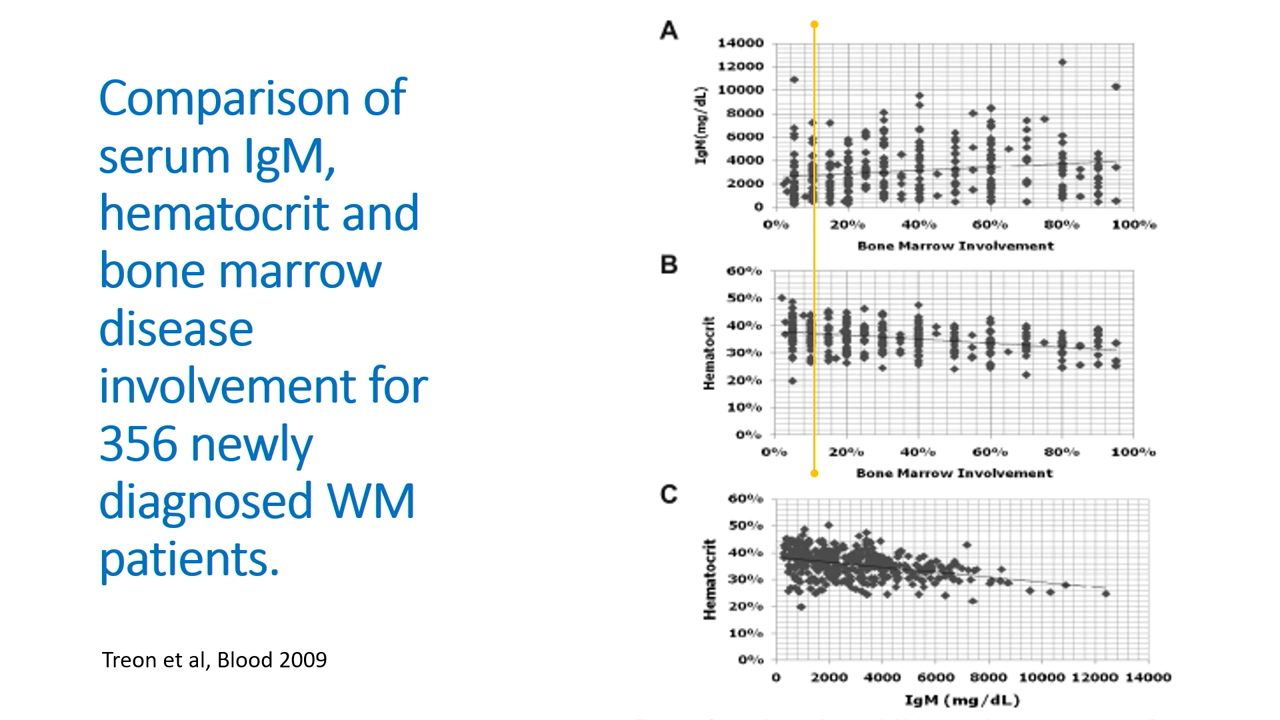 Comparison of
serum IgM,
hematocrit and
bone marrow
disease
involvement for
356 newly
diagnosed WM
patients.
Treon et al, Blood 2009
A
14000
12000
10000
8000
6000
4000
2000
0
IgM(mg/dL)
0% 20% 40% 60% 80% 100%
Bone Marrow Involvement
B
60%
50%
40%
30%
20%
10%
0%
Hematocrit
0% 20% 40% 60% 80% 100%
Bone Marrow Involvement
C
60%
50%
40%
30%
20%
10%
0%
Hematocrit
0 2000 4000 6000 8000 10000 12000 14000
IgM (mg/dL)